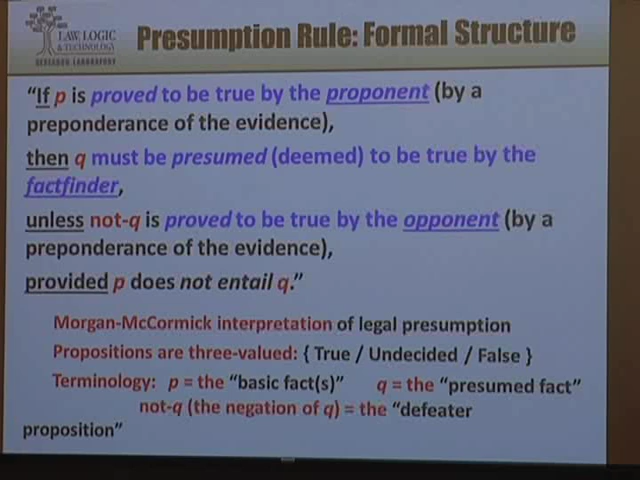 LAW LOGIC
& TECHNOLOGY
RESEARCH LABORATORY
Presumption Rule: Formal Structure
“If p is proved to be true by the proponent (by a
preponderance of the evidence),
then q must be presumed (deemed) to be true by the
factfinder,
unless not-q is proved to be true by the opponent (by a
preponderance of the evidence),
provided p does not entail q.”
Morgan-McCormick interpretation of legal presumption
Propositions are three-valued: { True / Undecided / False }
Terminology: p = the “basic fact(s)” q = the “presumed fact”
not-q (the negation of q) = the “defeater
proposition”